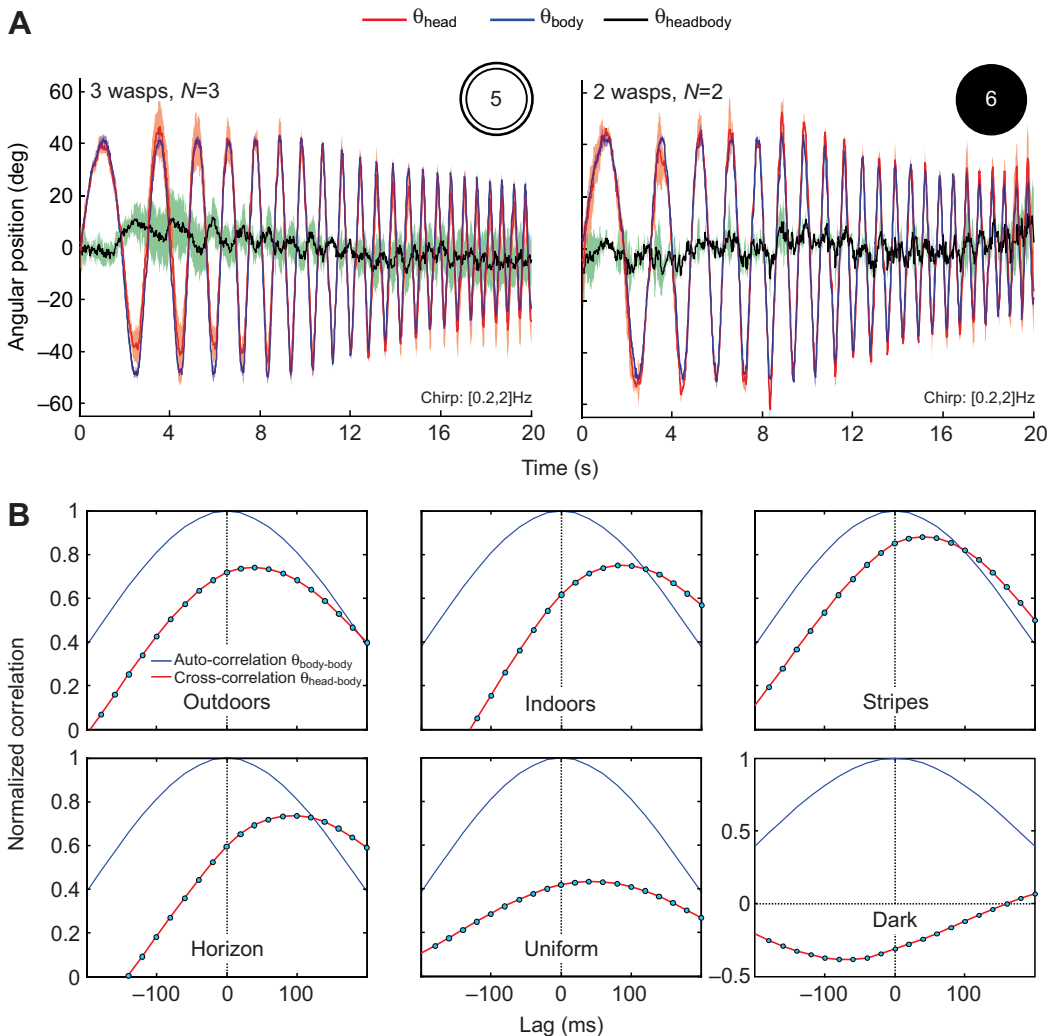 θhead θbody θheadbody
A
3 wasps, N=3
5
2 wasps, N=2
6
60
40
20
0
–20
–40
–60
Angular position (deg)
Chirp: [0.2,2]Hz
Chirp: [0.2,2]Hz
0 4 8 12 16 20
0 4 8 12 16 20
Time (s)
B
Normalized correlation
1
0.8
0.6
0.4
0.2
0
Auto-correlation θbody-body
Cross-correlation θhead-body
Outdoors
Indoors
Stripes
1
0.8
0.6
0.4
0.2
0
Horizon
Uniform
1
0.5
0
–0.5
Dark
–100 0 100
–100 0 100
–100 0 100
Lag (ms)